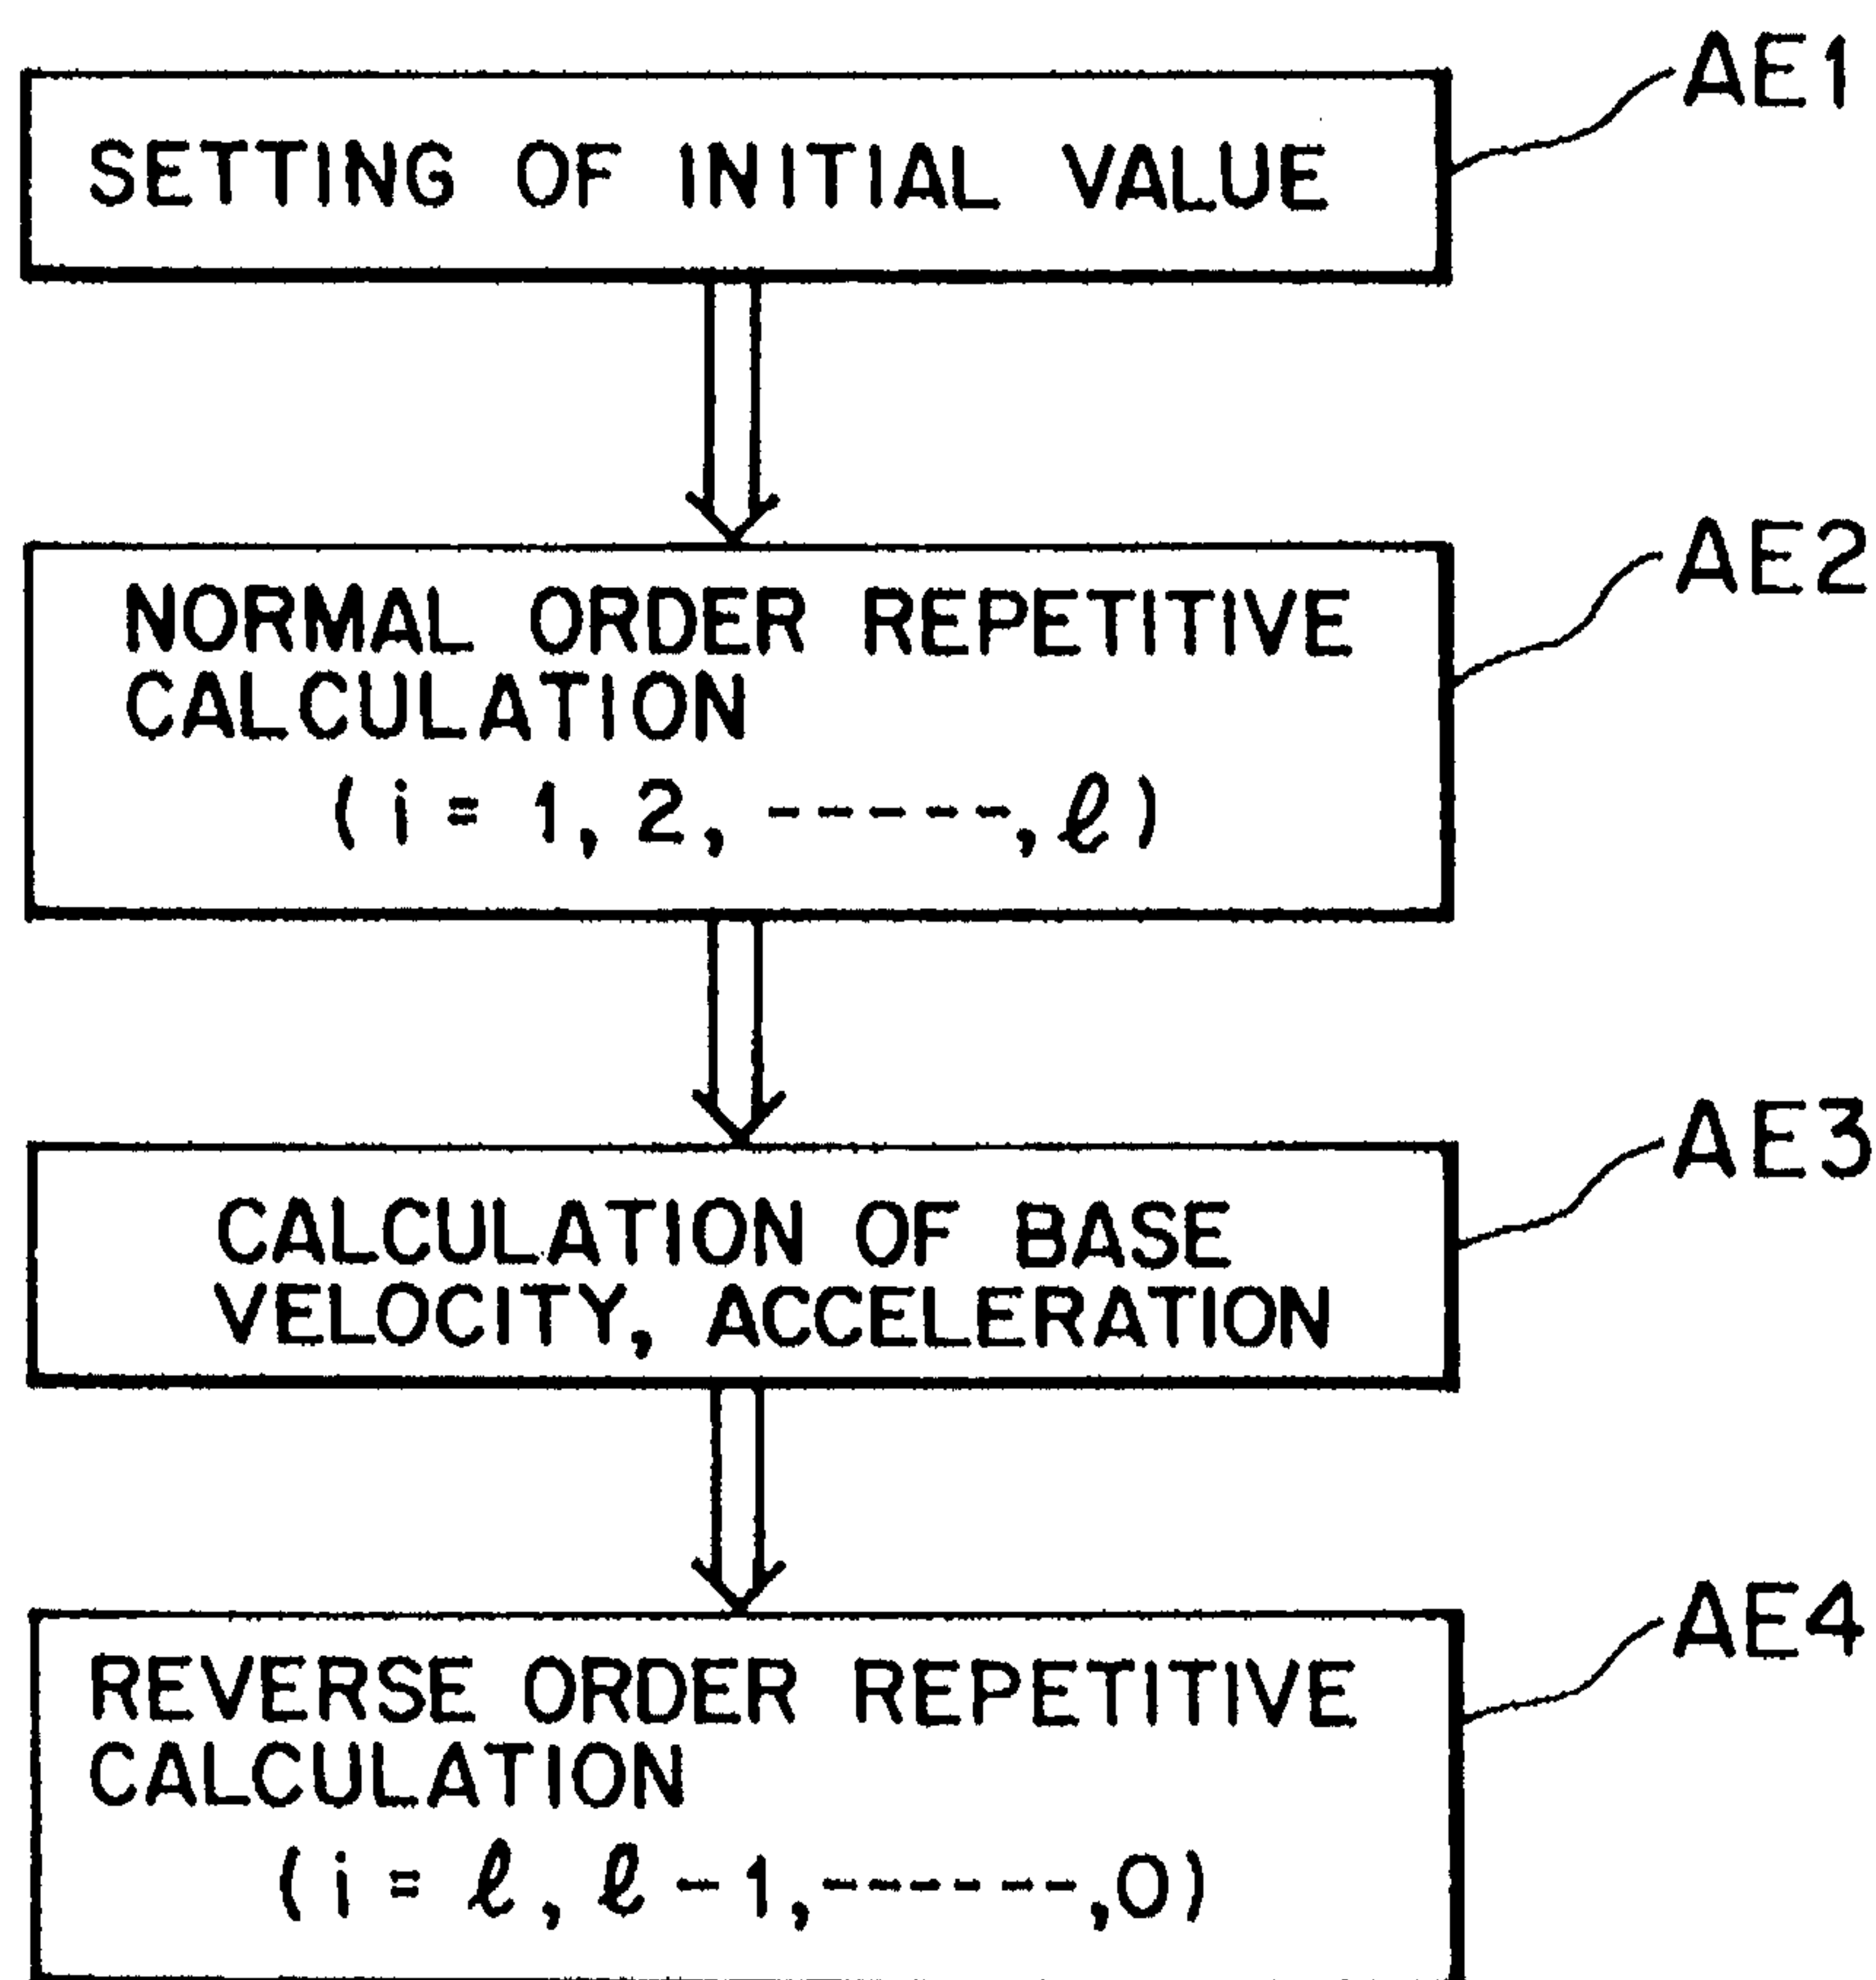 AE1
SETTING OF INITIAL VALUE
AE2
NORMAL ORDER REPETITIVE
CALCULATION
( i = 1, 2, -----, ℓ )
AE3
CALCULATION OF BASE
VELOCITY, ACCELERATION
AE4
REVERSE ORDER REPETITIVE
CALCULATION
( i = ℓ, ℓ - 1, ------, 0)